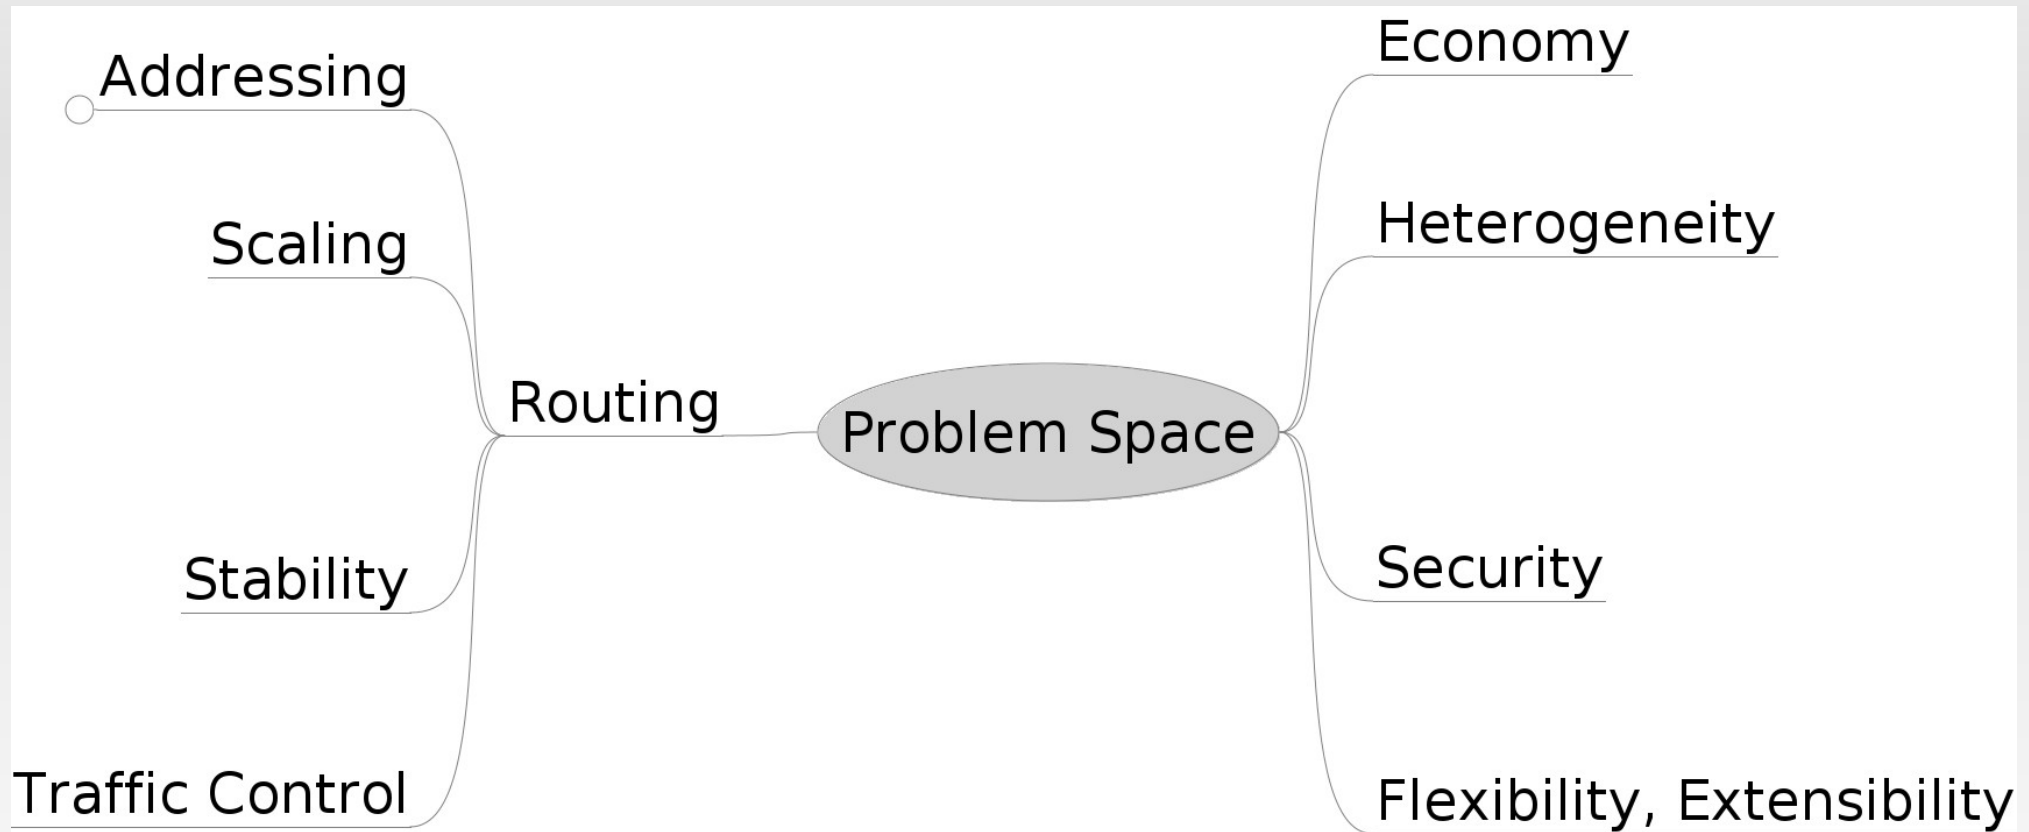 Addressing
Scaling
Routing
Stability
Traffic Control
Problem Space
Economy
Heterogeneity
Security
Flexibility, Extensibility